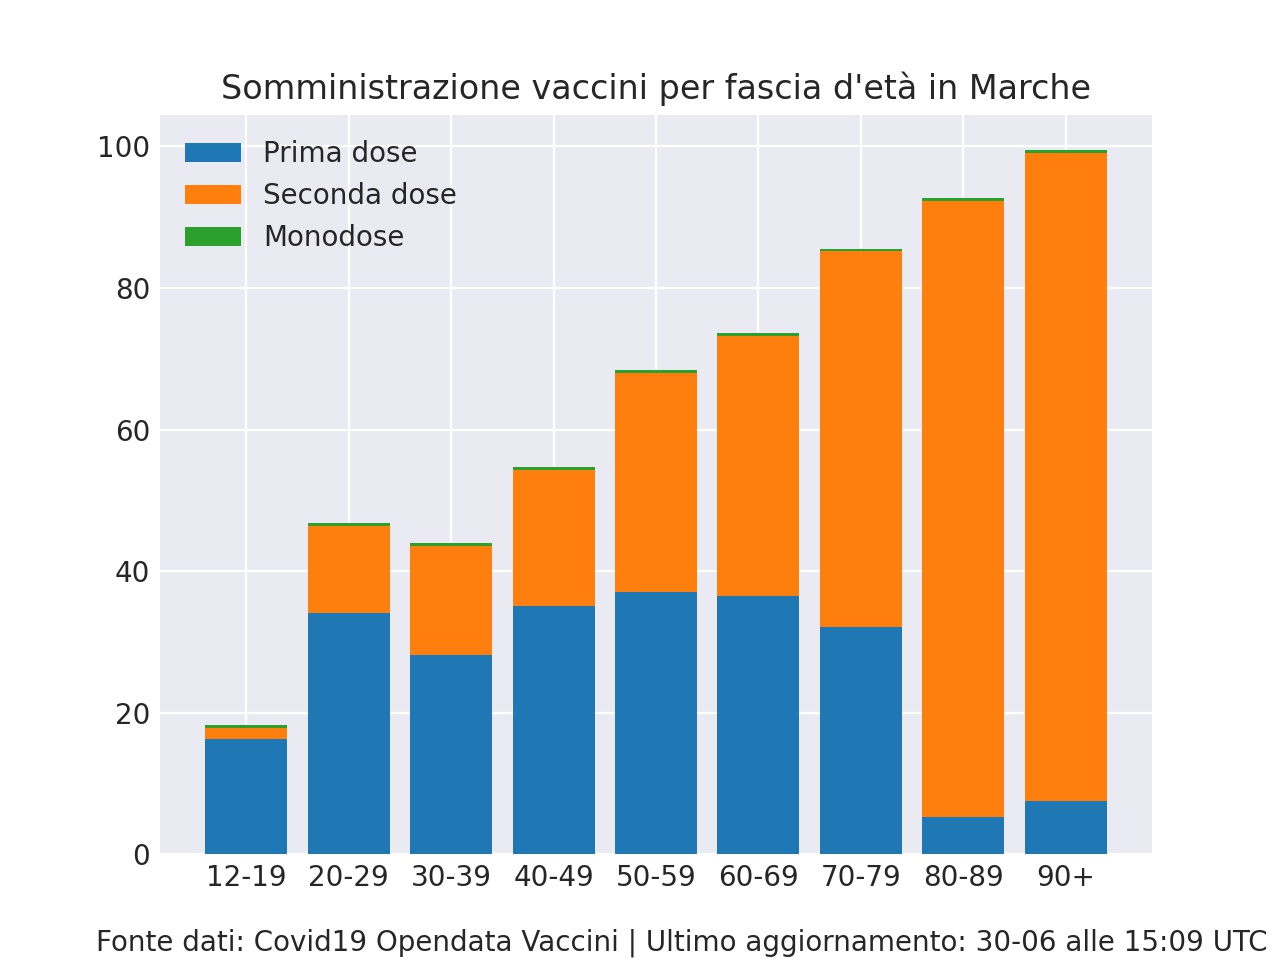 Somministrazione vaccini per fascia d'età in Marche
100
80
60
40
20
0
Prima dose
Seconda dose
Monodose
12-19 20-29 30-39 40-49 50-59 60-69 70-79 80-89 90+
Fonte dati: Covid19 Opendata Vaccini | Ultimo aggiornamento: 30-06 alle 15:09 UTC